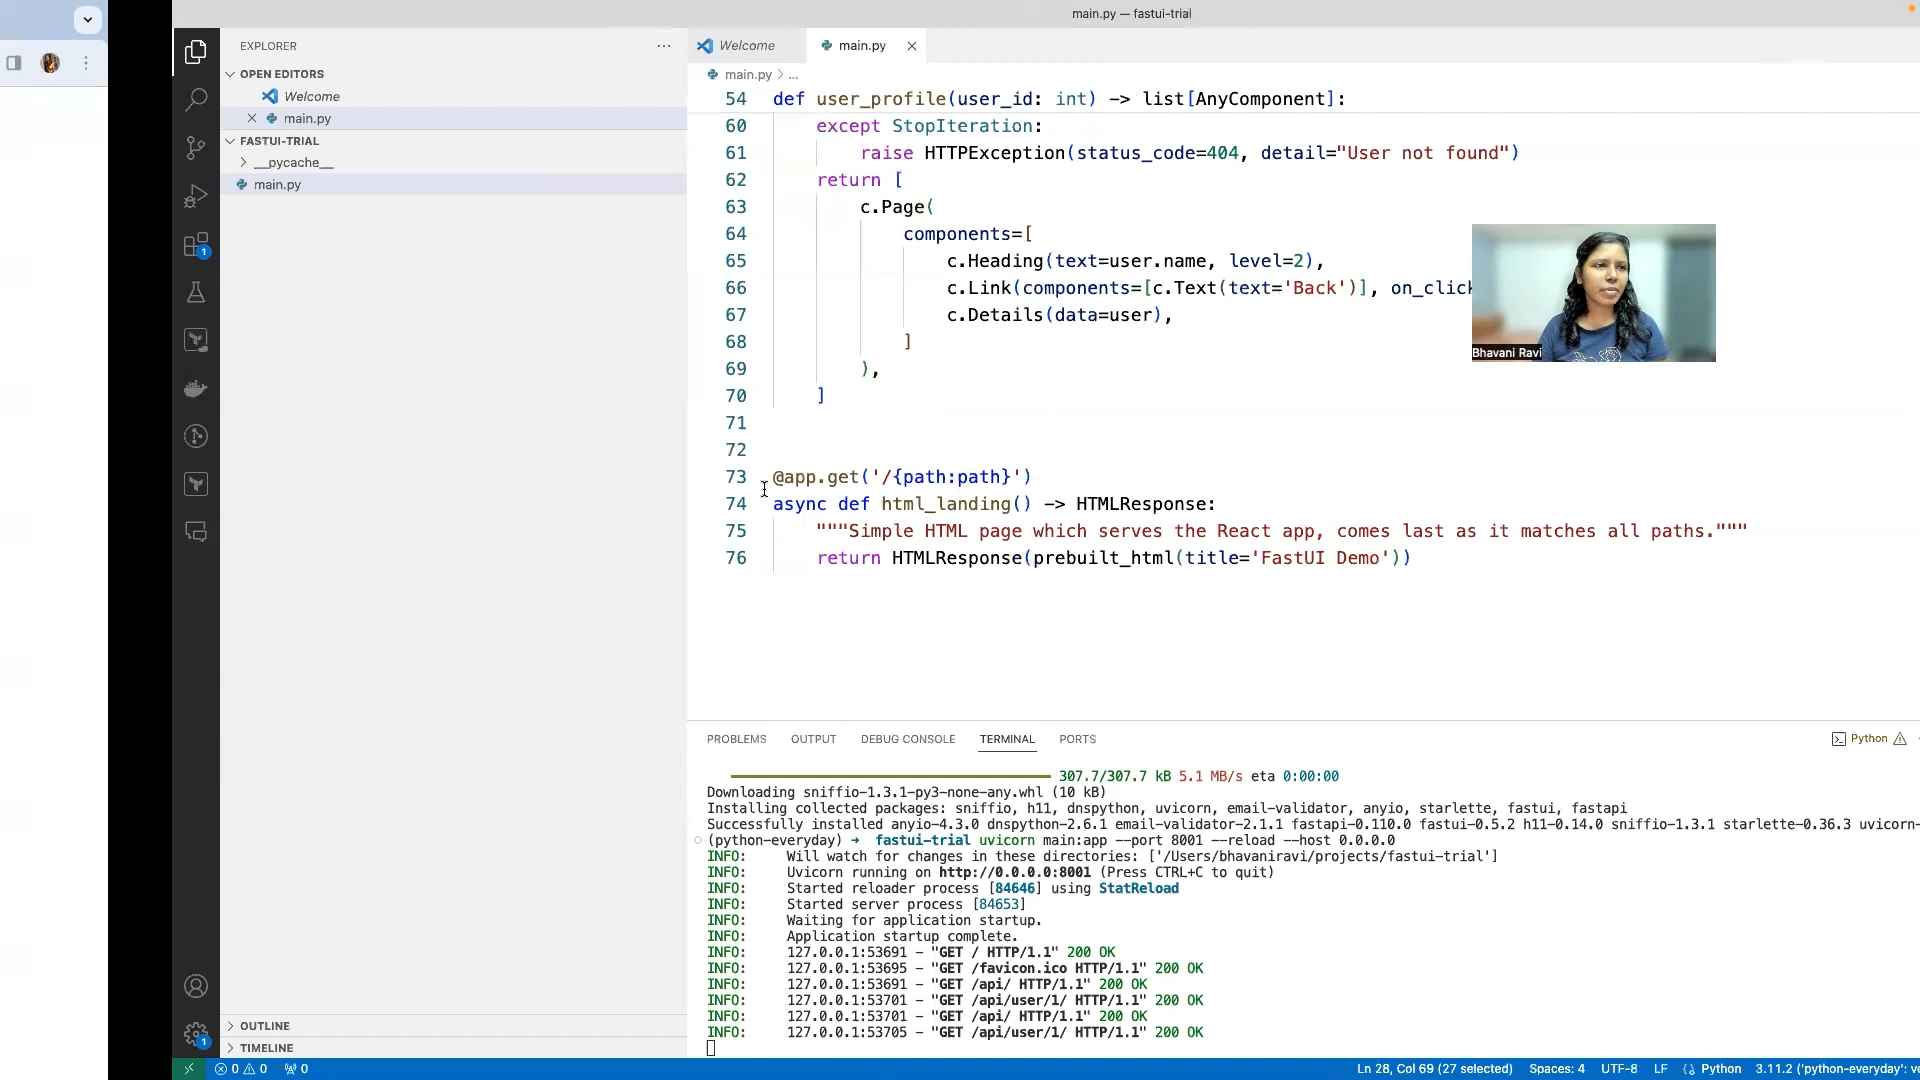 main.py — fastui-trial
EXPLORER
Welcome
main.py
OPEN EDITORS
Welcome
main.py
FASTUI-TRIAL
__pycache__
main.py
main.py > ...
54 def user_profile(user_id: int) -> list[AnyComponent]:
60 except StopIteration:
61 raise HTTPException(status_code=404, detail="User not found")
62 return [
63 c.Page(
64 components=[
65 c.Heading(text=user.name, level=2),
66 c.Link(components=[c.Text(text='Back')], on_click
67 c.Details(data=user),
68 ]
69 ),
70 ]
71
72
73 @app.get('/{path:path}')
74 async def html_landing() -> HTMLResponse:
75 """Simple HTML page which serves the React app, comes last as it matches all paths."""
76 return HTMLResponse(prebuilt_html(title='FastUI Demo'))
Bhavani Ravi
PROBLEMS OUTPUT DEBUG CONSOLE TERMINAL PORTS
Python
307.7/307.7 kB 5.1 MB/s eta 0:00:00
Downloading sniffio-1.3.1-py3-none-any.whl (10 kB)
Installing collected packages: sniffio, h11, dnspython, uvicorn, email-validator, anyio, starlette, fastui, fastapi
Successfully installed anyio-4.3.0 dnspython-2.6.1 email-validator-2.1.1 fastapi-0.110.0 fastui-0.5.2 h11-0.14.0 sniffio-1.3.1 starlette-0.36.3 uvicorn-
(python-everyday) → fastui-trial uvicorn main:app --port 8001 --reload --host 0.0.0.0
INFO: Will watch for changes in these directories: ['/Users/bhavaniravi/projects/fastui-trial']
INFO: Uvicorn running on http://0.0.0.0:8001 (Press CTRL+C to quit)
INFO: Started reloader process [84646] using StatReload
INFO: Started server process [84653]
INFO: Waiting for application startup.
INFO: Application startup complete.
INFO: 127.0.0.1:53691 - "GET / HTTP/1.1" 200 OK
INFO: 127.0.0.1:53695 - "GET /favicon.ico HTTP/1.1" 200 OK
INFO: 127.0.0.1:53691 - "GET /api/ HTTP/1.1" 200 OK
INFO: 127.0.0.1:53701 - "GET /api/user/1/ HTTP/1.1" 200 OK
INFO: 127.0.0.1:53701 - "GET /api/ HTTP/1.1" 200 OK
INFO: 127.0.0.1:53705 - "GET /api/user/1/ HTTP/1.1" 200 OK
1
1
OUTLINE
TIMELINE
0 0 0
Ln 28, Col 69 (27 selected) Spaces: 4 UTF-8 LF Python 3.11.2 ('python-everyday': ve